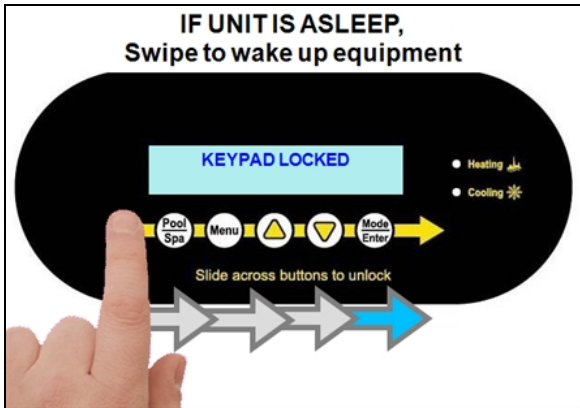 IF UNIT IS ASLEEP,
Swipe to wake up equipment
KEYPAD LOCKED
Heating
Cooling
Pool
Spa
Menu
Mode
Enter
Slide across buttons to unlock